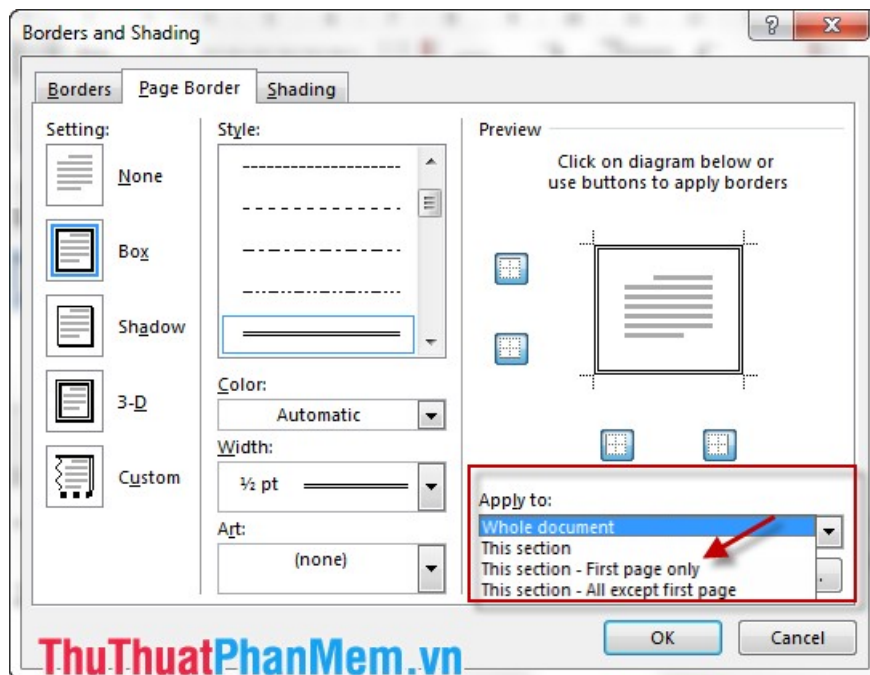 Borders and Shading
Borders
Page Border
Shading
Setting:
None
Box
Shadow
3-D
Custom
Style:
Color:
Automatic
Width:
½ pt
Art:
(none)
Preview
Click on diagram below or
use buttons to apply borders
Apply to:
Whole document
This section
This section - First page only
This section - All except first page
OK
Cancel
ThuThuatPhanMem.vn